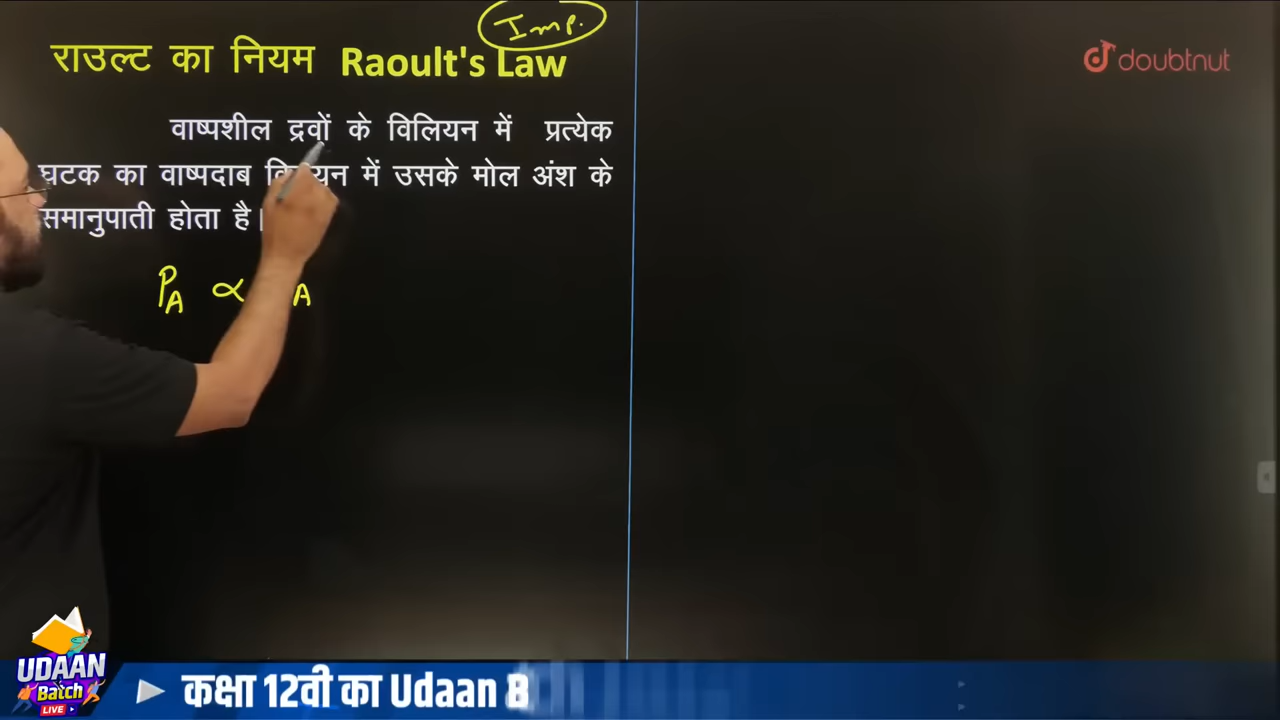 Imp.
राउल्ट का नियम Raoult's Law
doubtnut
वाष्पशील द्रवों के विलियन में प्रत्येक
घटक का वाष्पदाब में उसके मोल अंश के
समानुपाती होता है।
P_A ∝ A
UDAAN
Batch
LIVE
कक्षा 12वी का Udaan B